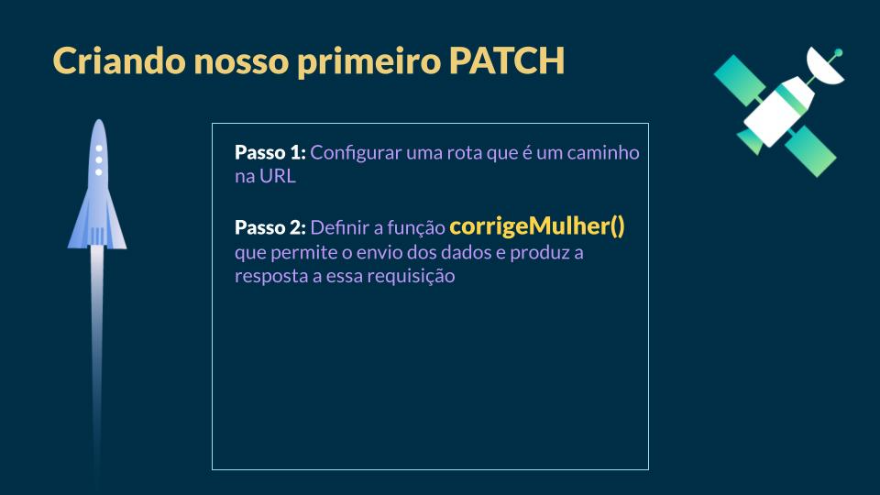 Criando nosso primeiro PATCH
Passo 1: Configurar uma rota que é um caminho
na URL
Passo 2: Definir a função corrigeMulher()
que permite o envio dos dados e produz a
resposta a essa requisição